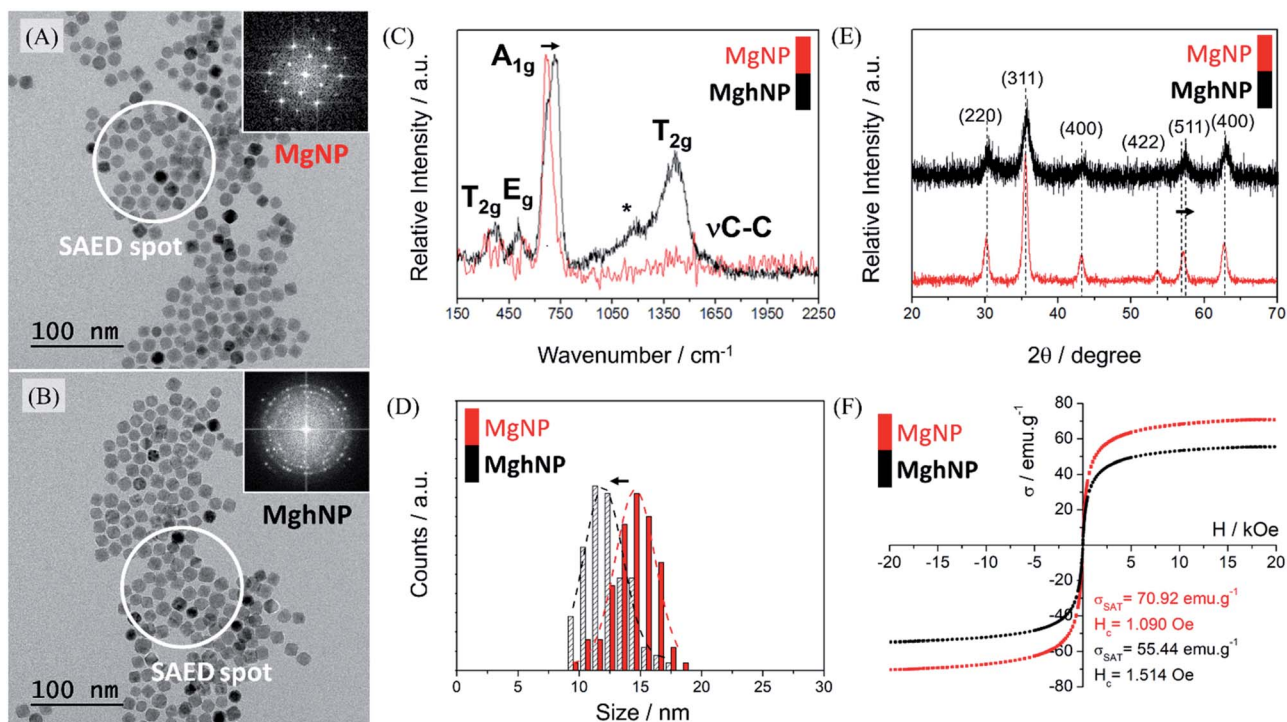 (A)
MgNP
SAED spot
100 nm
(B)
MghNP
SAED spot
100 nm
(C)
Relative Intensity / a.u.
A1g
MgNP
MghNP
T2g
T2g
Eg
*
νC-C
150 450 750 1050 1350 1650 1950 2250
Wavenumber / cm-1
(D)
MgNP
MghNP
Counts / a.u.
0 5 10 15 20 25 30
Size / nm
(E)
Relative Intensity / a.u.
MgNP
MghNP
(311)
(220)
(400)
(422)
(511)
(400)
20 30 40 50 60 70
2θ / degree
(F)
MgNP
MghNP
σ / emu.g-1
80
60
40
20
H / kOe
-20 -15 -10 -5 5 10 15 20
-20
-40
-60
-80
σSAT= 70.92 emu.g-1
Hc= 1.090 Oe
σSAT= 55.44 emu.g-1
Hc= 1.514 Oe